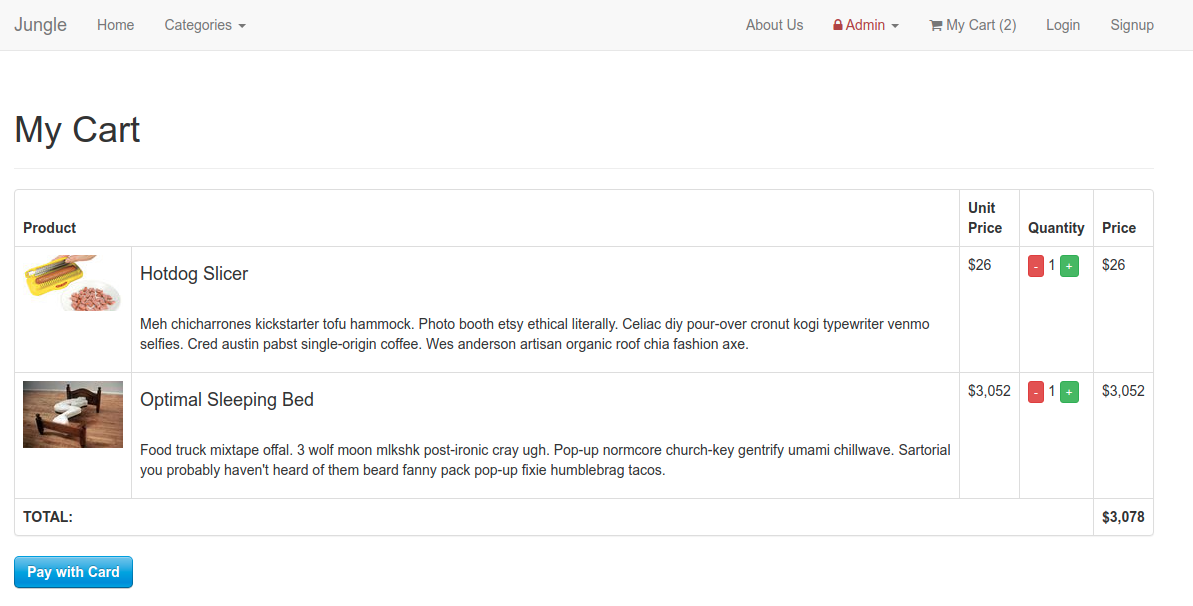 Jungle Home Categories About Us Admin My Cart (2) Login Signup
My Cart
Product Unit Price Quantity Price
Hotdog Slicer $26 - 1 + $26
Meh chicharrones kickstarter tofu hammock. Photo booth etsy ethical literally. Celiac diy pour-over cronut kogi typewriter venmo
selfies. Cred austin pabst single-origin coffee. Wes anderson artisan organic roof chia fashion axe.
Optimal Sleeping Bed $3,052 - 1 + $3,052
Food truck mixtape offal. 3 wolf moon mlkshk post-ironic cray ugh. Pop-up normcore church-key gentrify umami chillwave. Sartorial
you probably haven't heard of them beard fanny pack pop-up fixie humblebrag tacos.
TOTAL: $3,078
Pay with Card